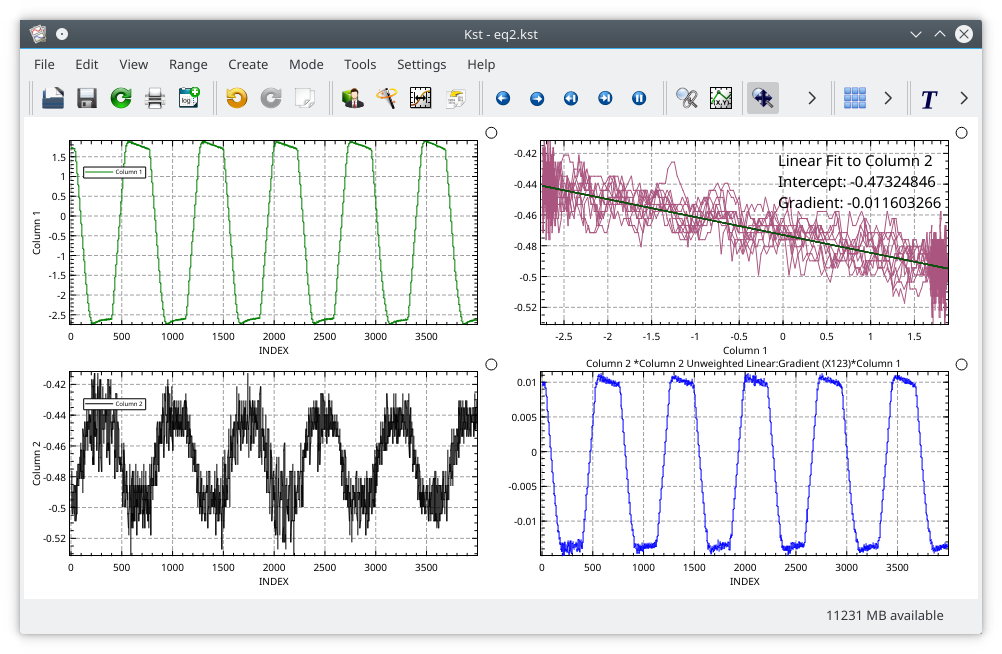 Kst - eq2.kst
File Edit View Range Create Mode Tools Settings Help
log
X,Y
T
1.5
1
0.5
0
-0.5
-1
-1.5
-2
-2.5
Column 1
Column 1
0 500 1000 1500 2000 2500 3000 3500
INDEX
-0.42
-0.44
-0.46
-0.48
-0.5
-0.52
Linear Fit to Column 2
Intercept: -0.47324846
Gradient: -0.011603266
-2.5 -2 -1.5 -1 -0.5 0 0.5 1 1.5
Column 1
-0.42
-0.44
-0.46
-0.48
-0.5
-0.52
Column 2
Column 2
0 500 1000 1500 2000 2500 3000 3500
INDEX
Column 2 *Column 2 Unweighted Linear:Gradient (X123)*Column 1
0.01
0.005
0
-0.005
-0.01
0 500 1000 1500 2000 2500 3000 3500
INDEX
11231 MB available